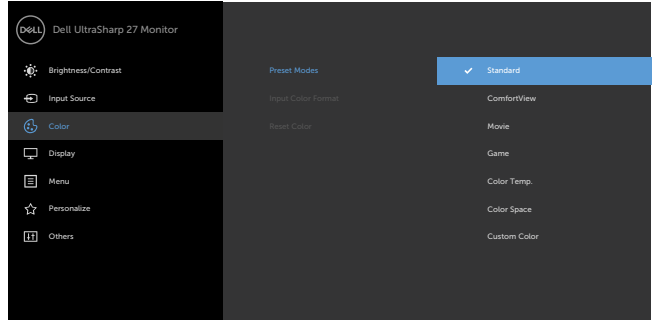 DELL Dell UltraSharp 27 Monitor
Brightness/Contrast
Input Source
Color
Display
Menu
Personalize
Others
Preset Modes
Input Color Format
Reset Color
Standard
ComfortView
Movie
Game
Color Temp.
Color Space
Custom Color